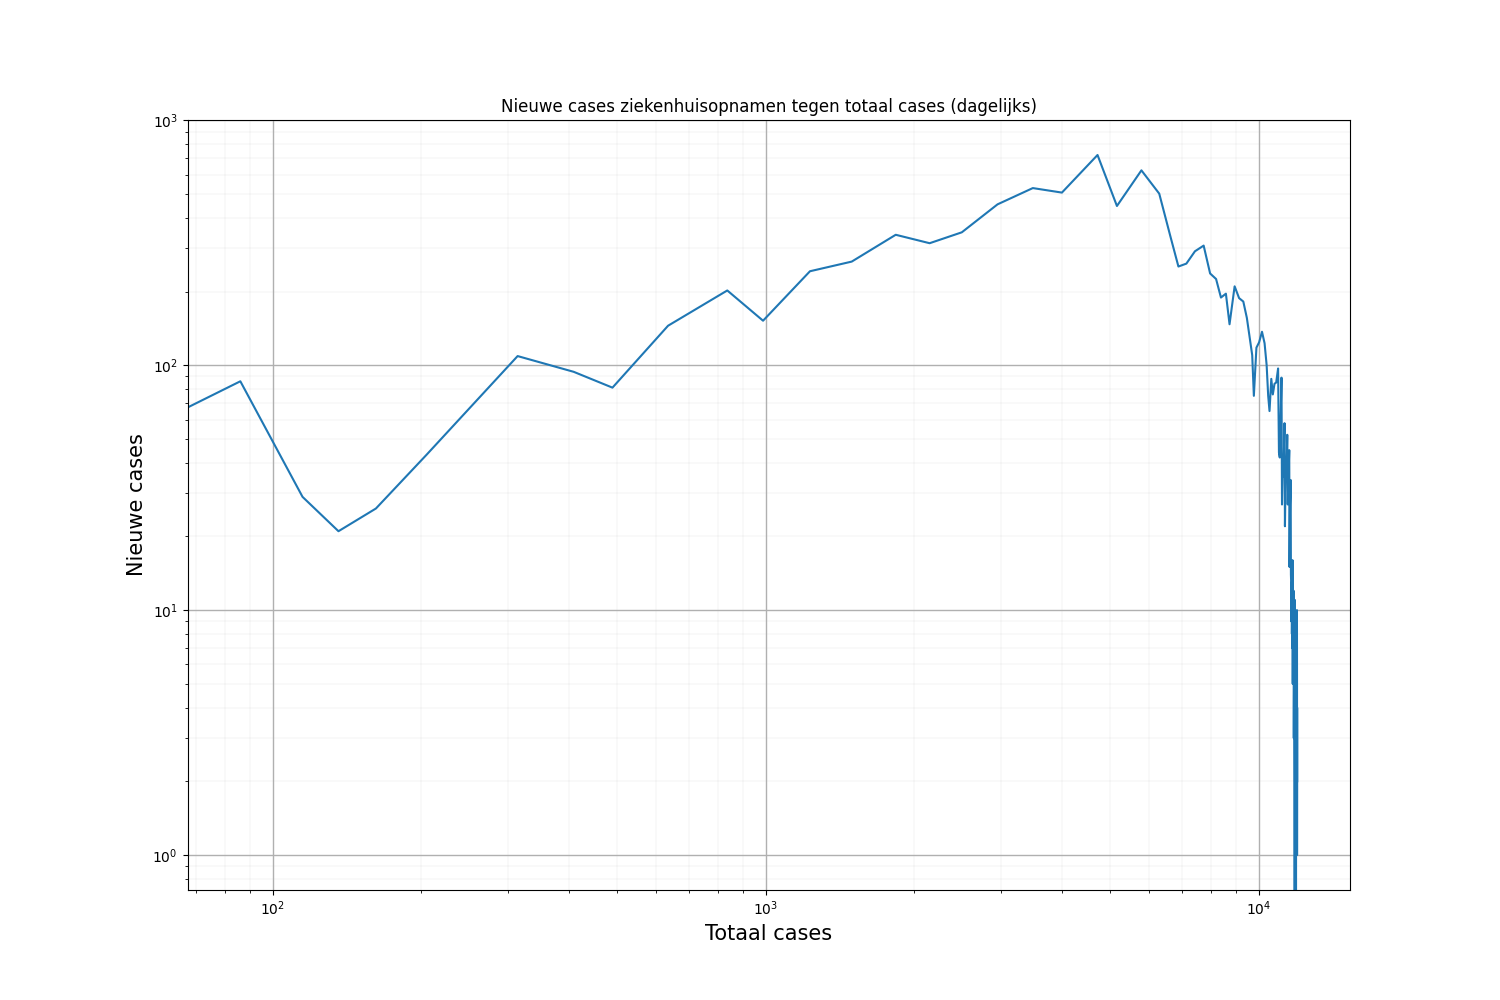 Nieuwe cases ziekenhuisopnamen tegen totaal cases (dagelijks)
10³
10²
10¹
10⁰
Nieuwe cases
10² 10³ 10⁴
Totaal cases